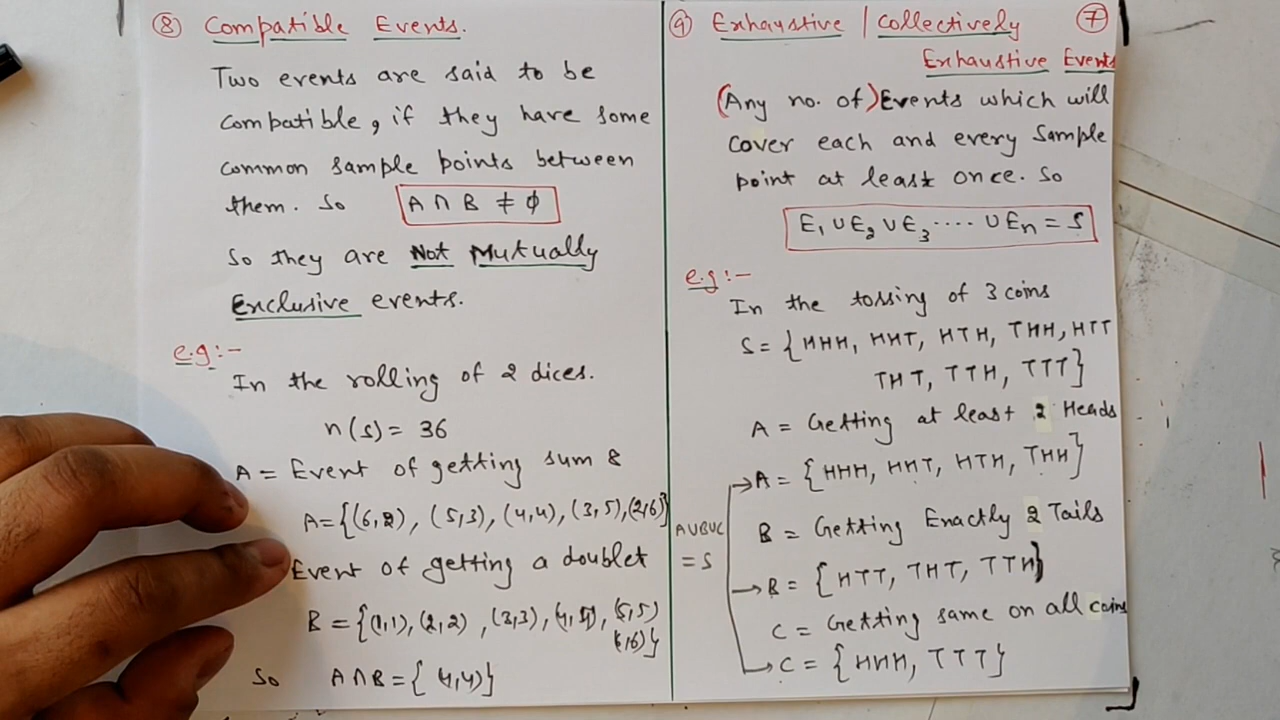 ⑧ Compatible Events.
Two events are said to be
Compatible, if they have some
common sample points between
them. So A ∩ B ≠ φ
So they are Not Mutually
Exclusive events.
e.g:-
In the rolling of 2 dices.
n(s) = 36
A = Event of getting sum 8
A={(6,2), (5,3), (4,4), (3,5),(2,6)}
Event of getting a doublet
B={(1,1),(2,2),(3,3),(4,4),(5,5)
(6,6)}
So A∩B={(4,4)}
⑨ Exhaustive / Collectively ⑦
Exhaustive Events
(Any no. of) Events which will
cover each and every sample
point at least once. So
E₁ ∪ E₂ ∪ E₃ ..... ∪ Eₙ = S
e.g:-
In the tossing of 3 coins
S = {HHH, HHT, HTH, THH, HTT
THT, TTH, TTT}
A = Getting at least 2 Heads
A = {HHH, HHT, HTH, THH}
B = Getting Exactly 2 Tails
AUBUC
= S
B = {HTT, THT, TTH}
C = Getting same on all coins
C = {HHH, TTT}